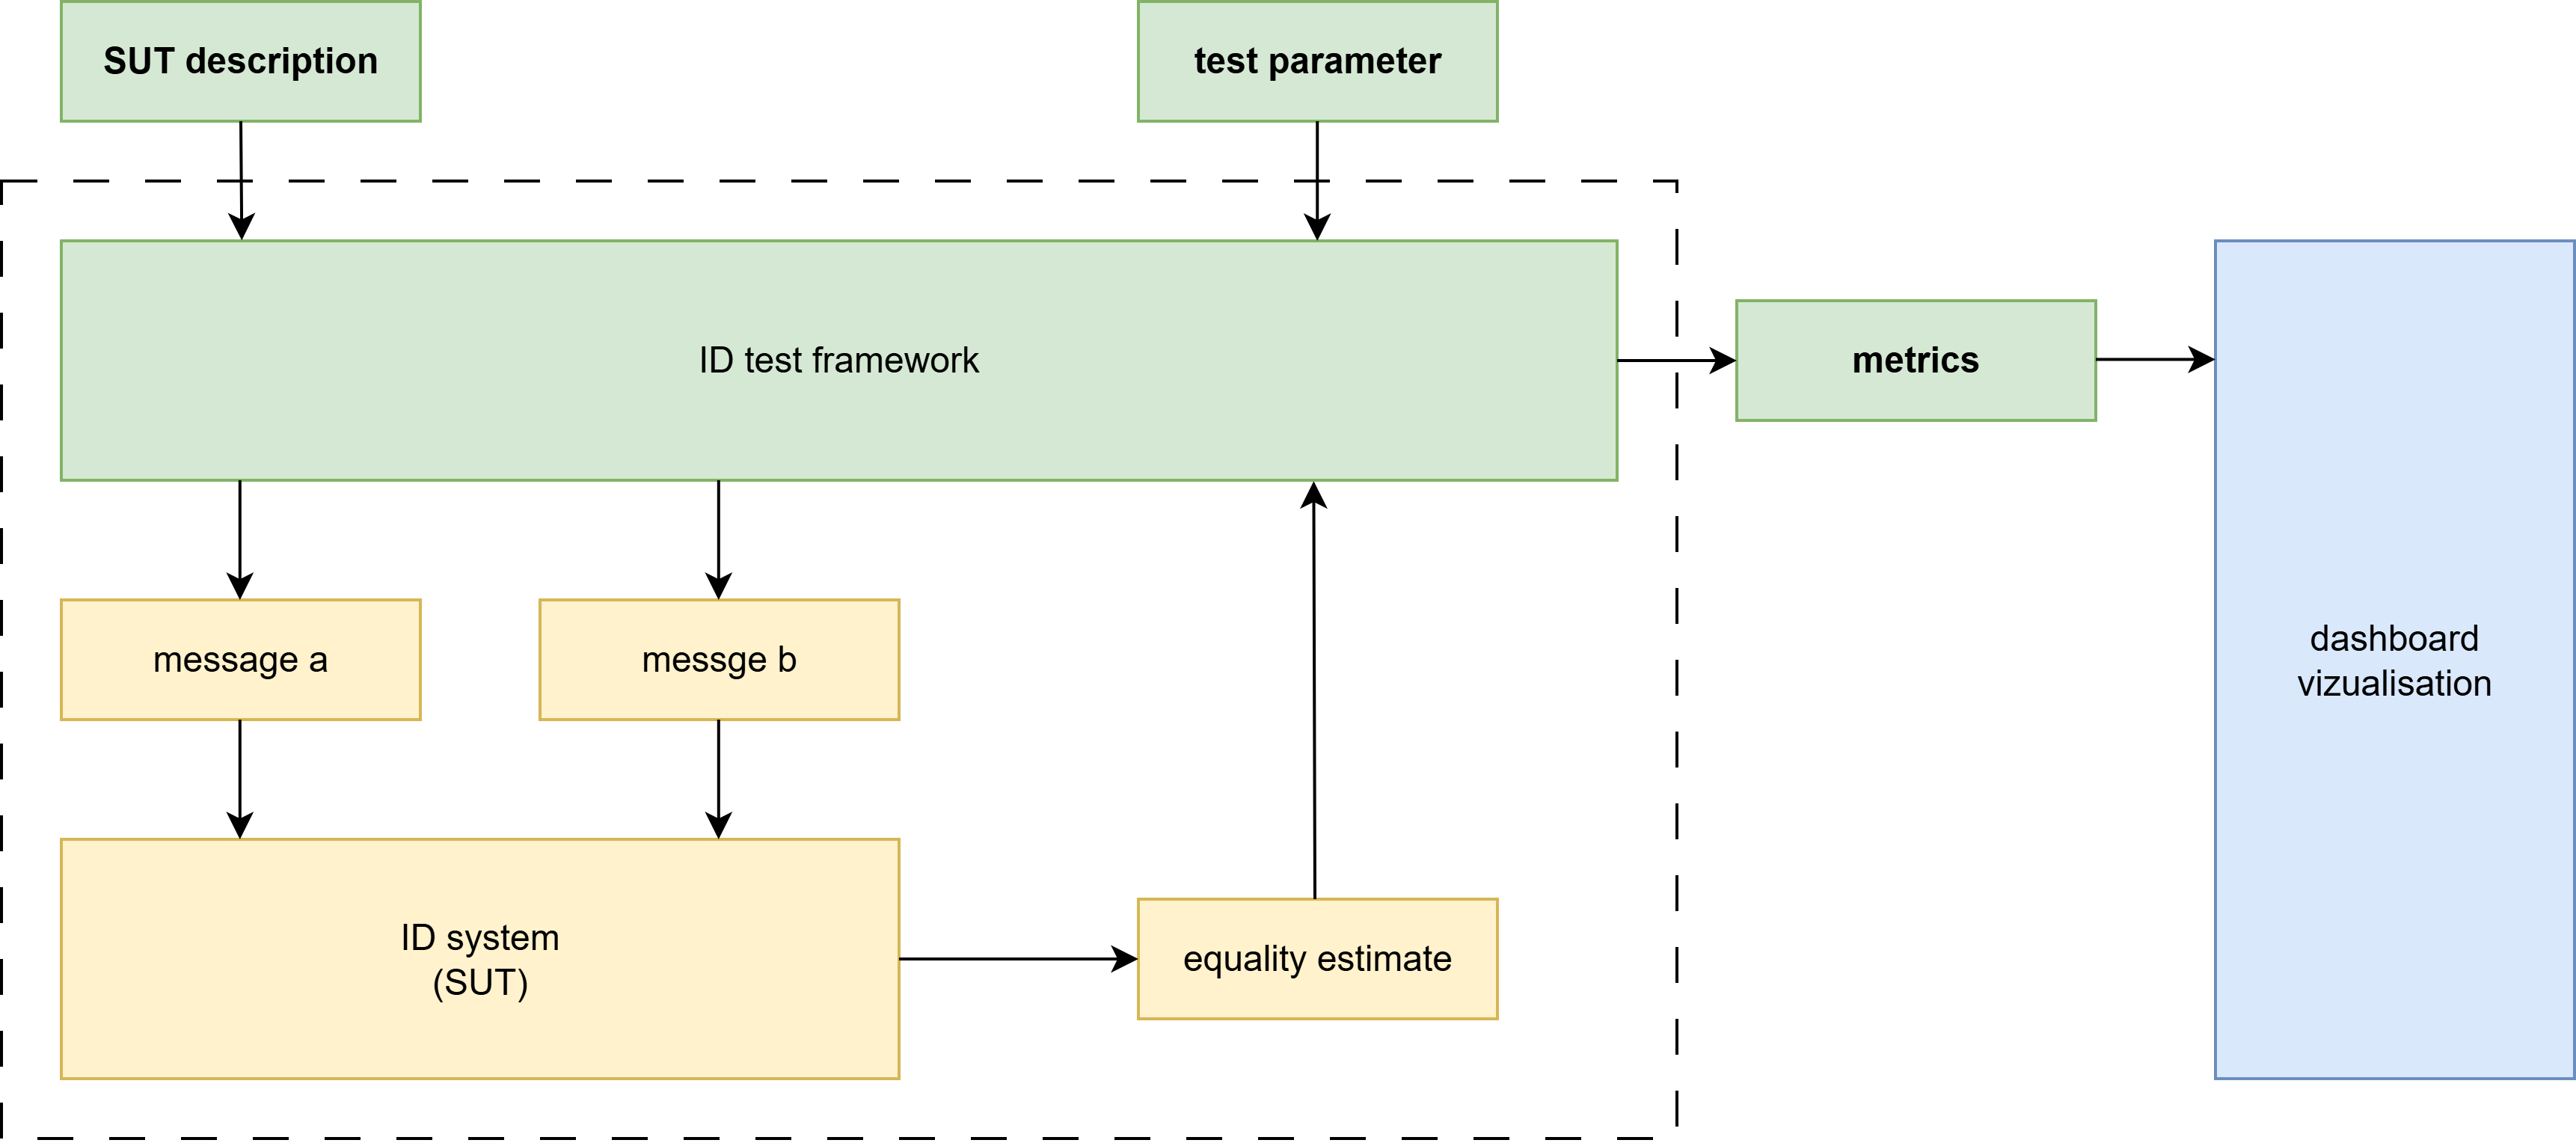 SUT description
test parameter
ID test framework
metrics
message a
messge b
dashboard
vizualisation
ID system
(SUT)
equality estimate